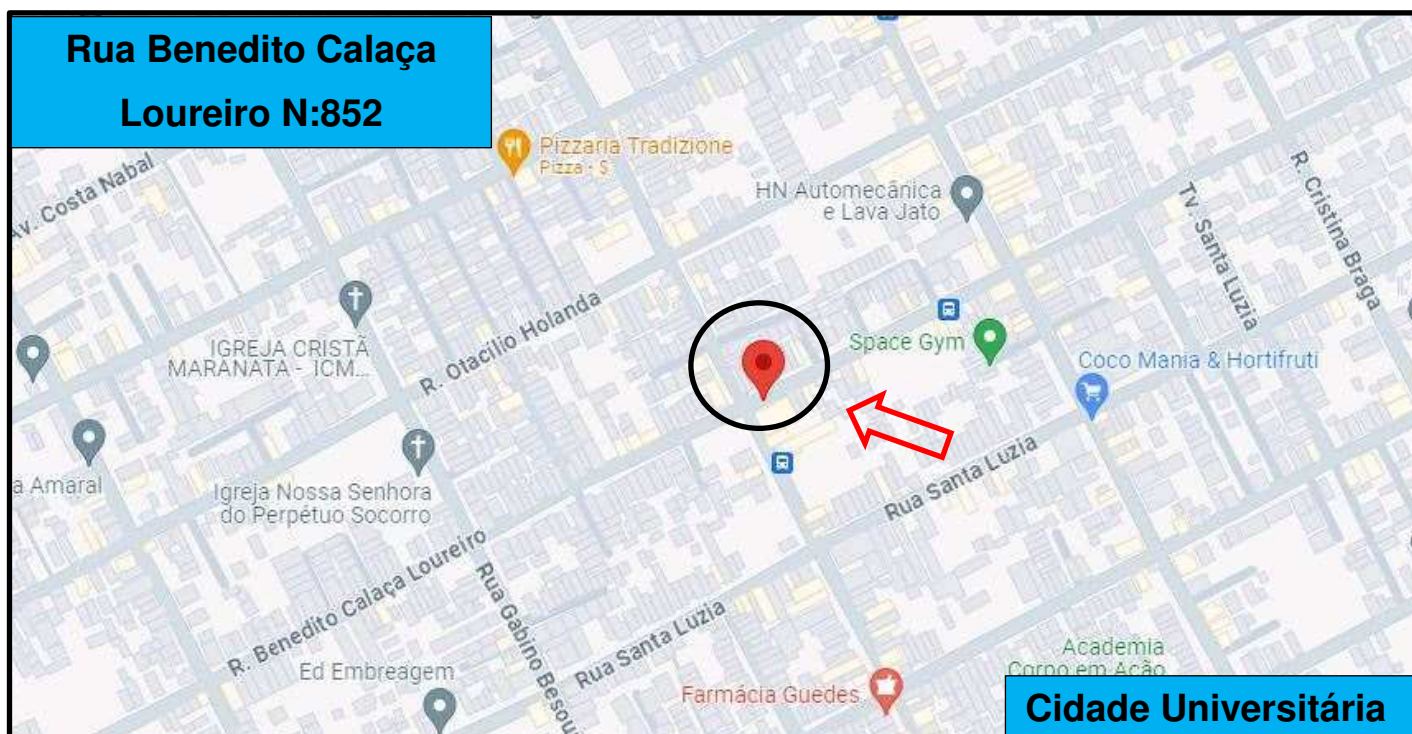 Rua Benedito Calaça
Loureiro N:852
Pizzaria Tradizione
Pizza - $
Av. Costa Nabal
HN Automecânica
e Lava Jato
R. Cristina Braga
Tv. Santa Luzia
IGREJA CRISTÃ
MARANATA - ICM...
R. Otacílio Holanda
Space Gym
Coco Mania & Hortifruti
a Amaral
Igreja Nossa Senhora
do Perpétuo Socorro
Rua Santa Luzia
R. Benedito Calaça Loureiro
Rua Gabino Besou
Rua Santa Luzia
Ed Embreagem
Farmácia Guedes
Academia
Corpo em Ação
Cidade Universitária